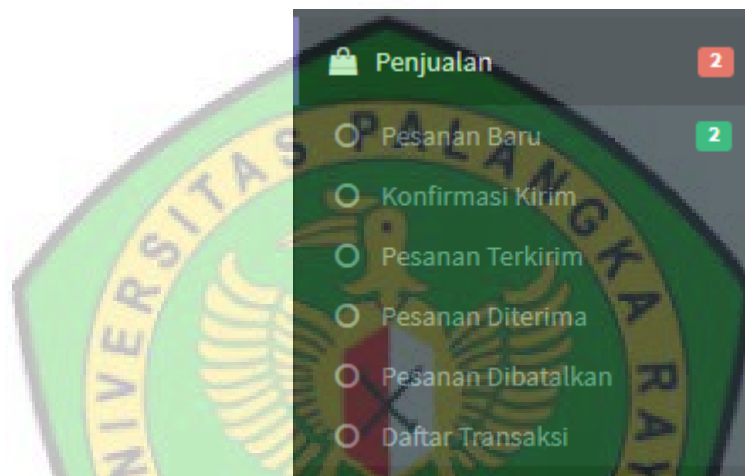 Penjualan 2
Pesanan Baru 2
Konfirmasi Kirim
Pesanan Terkirim
Pesanan Diterima
Pesanan Dibatalkan
Daftar Transaksi
UNIVERSITAS PALANGKA RA